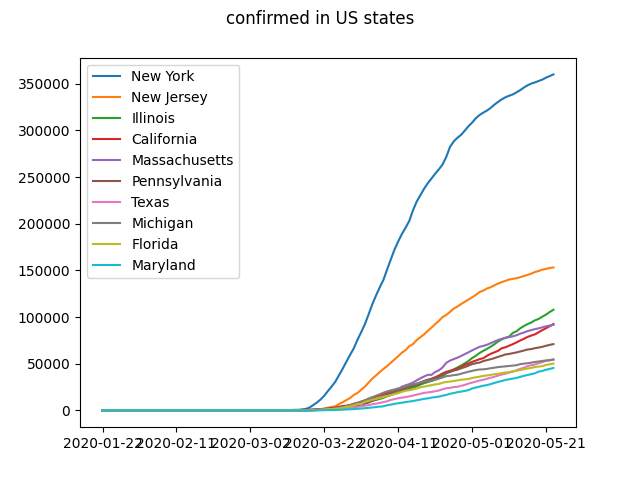 confirmed in US states
350000
300000
250000
200000
150000
100000
50000
0
New York
New Jersey
Illinois
California
Massachusetts
Pennsylvania
Texas
Michigan
Florida
Maryland
2020-01-22 2020-02-11 2020-03-02 2020-03-22 2020-04-11 2020-05-01 2020-05-21